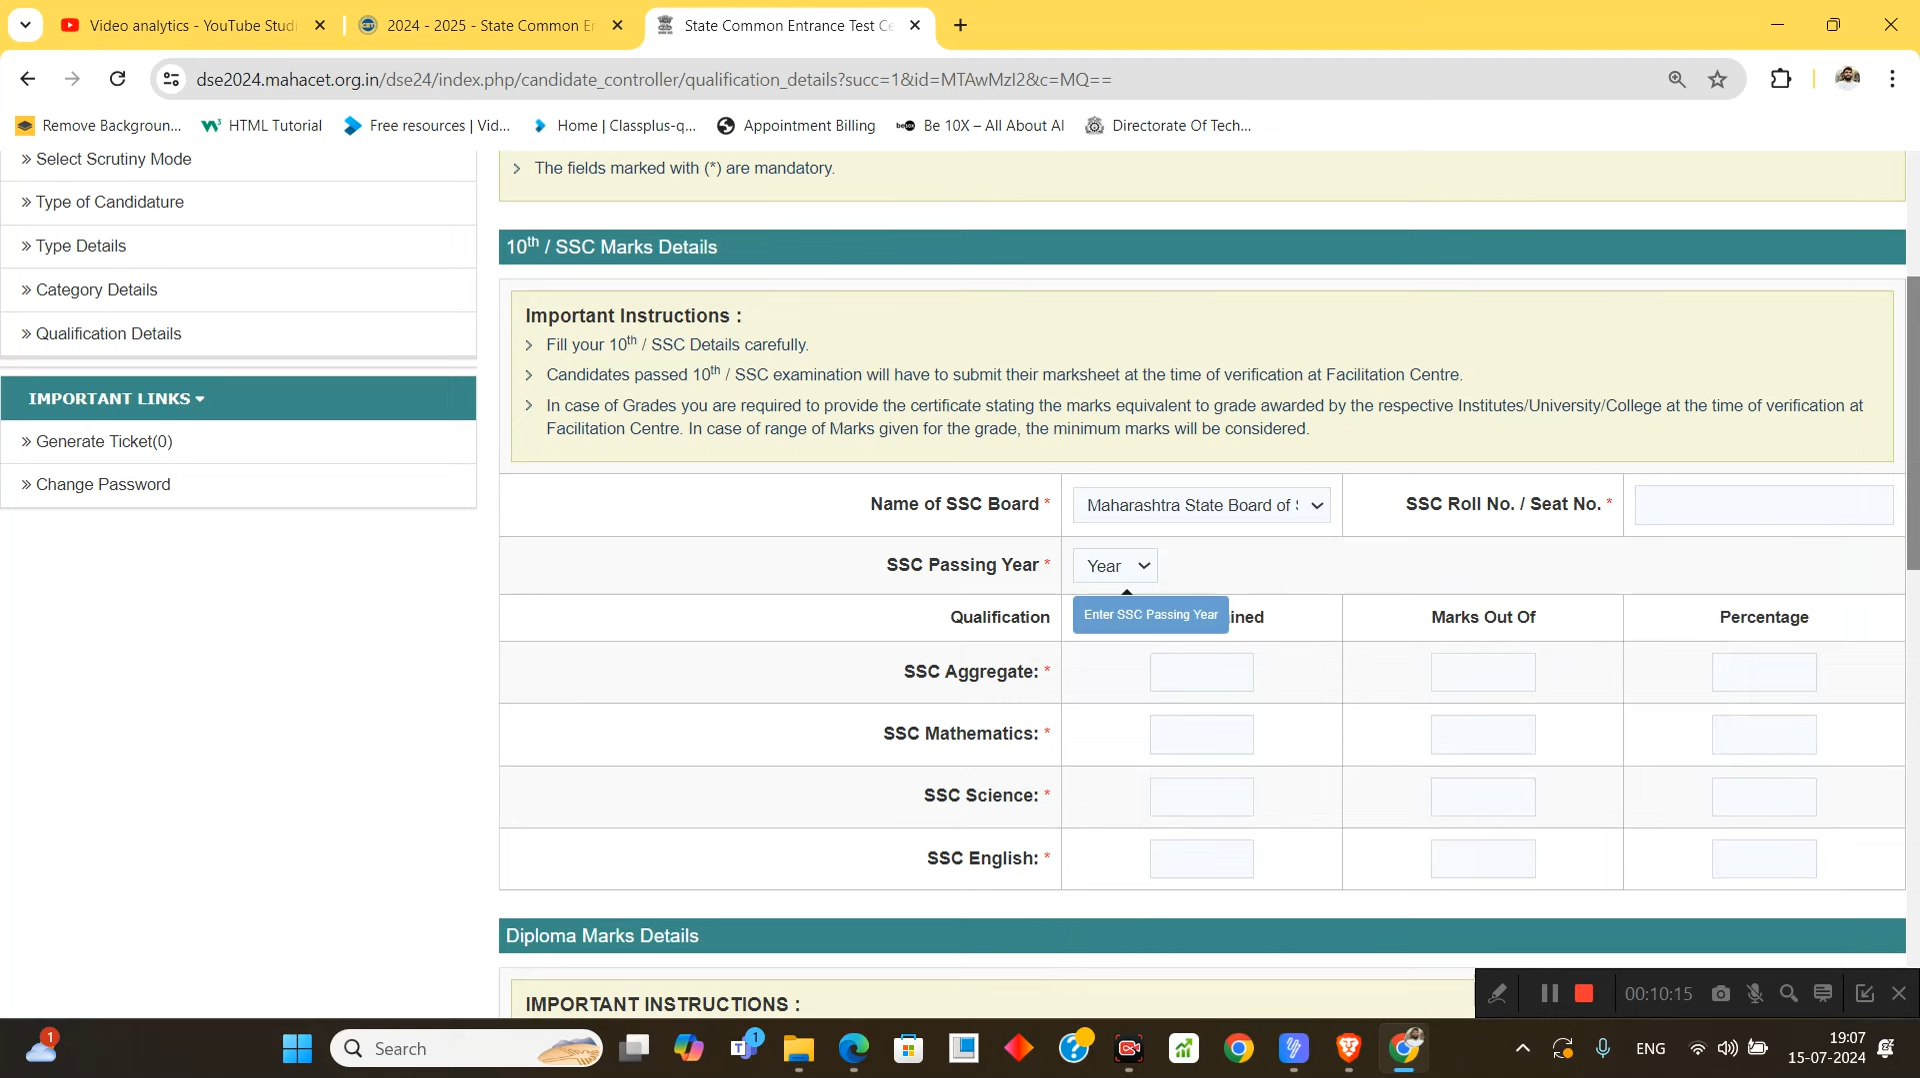 Video analytics - YouTube Studi
2024 - 2025 - State Common En
State Common Entrance Test Ce
dse2024.mahacet.org.in/dse24/index.php/candidate_controller/qualification_details?succ=1&id=MTAwMzI2&c=MQ==
Remove Backgroun...
HTML Tutorial
Free resources | Vid...
Home | Classplus-q...
Appointment Billing
Be 10X – All About AI
Directorate Of Tech...
» Select Scrutiny Mode
» Type of Candidature
» Type Details
» Category Details
» Qualification Details
IMPORTANT LINKS
» Generate Ticket(0)
» Change Password
The fields marked with (*) are mandatory.
10th / SSC Marks Details
Important Instructions :
Fill your 10th / SSC Details carefully.
Candidates passed 10th / SSC examination will have to submit their marksheet at the time of verification at Facilitation Centre.
In case of Grades you are required to provide the certificate stating the marks equivalent to grade awarded by the respective Institutes/University/College at the time of verification at
Facilitation Centre. In case of range of Marks given for the grade, the minimum marks will be considered.
Name of SSC Board * Maharashtra State Board of SSC Roll No. / Seat No. *
SSC Passing Year * Year
Enter SSC Passing Year
Qualification ined Marks Out Of Percentage
SSC Aggregate: *
SSC Mathematics: *
SSC Science: *
SSC English: *
Diploma Marks Details
IMPORTANT INSTRUCTIONS :
00:10:15
1
Search
1
ENG
19:07
15-07-2024